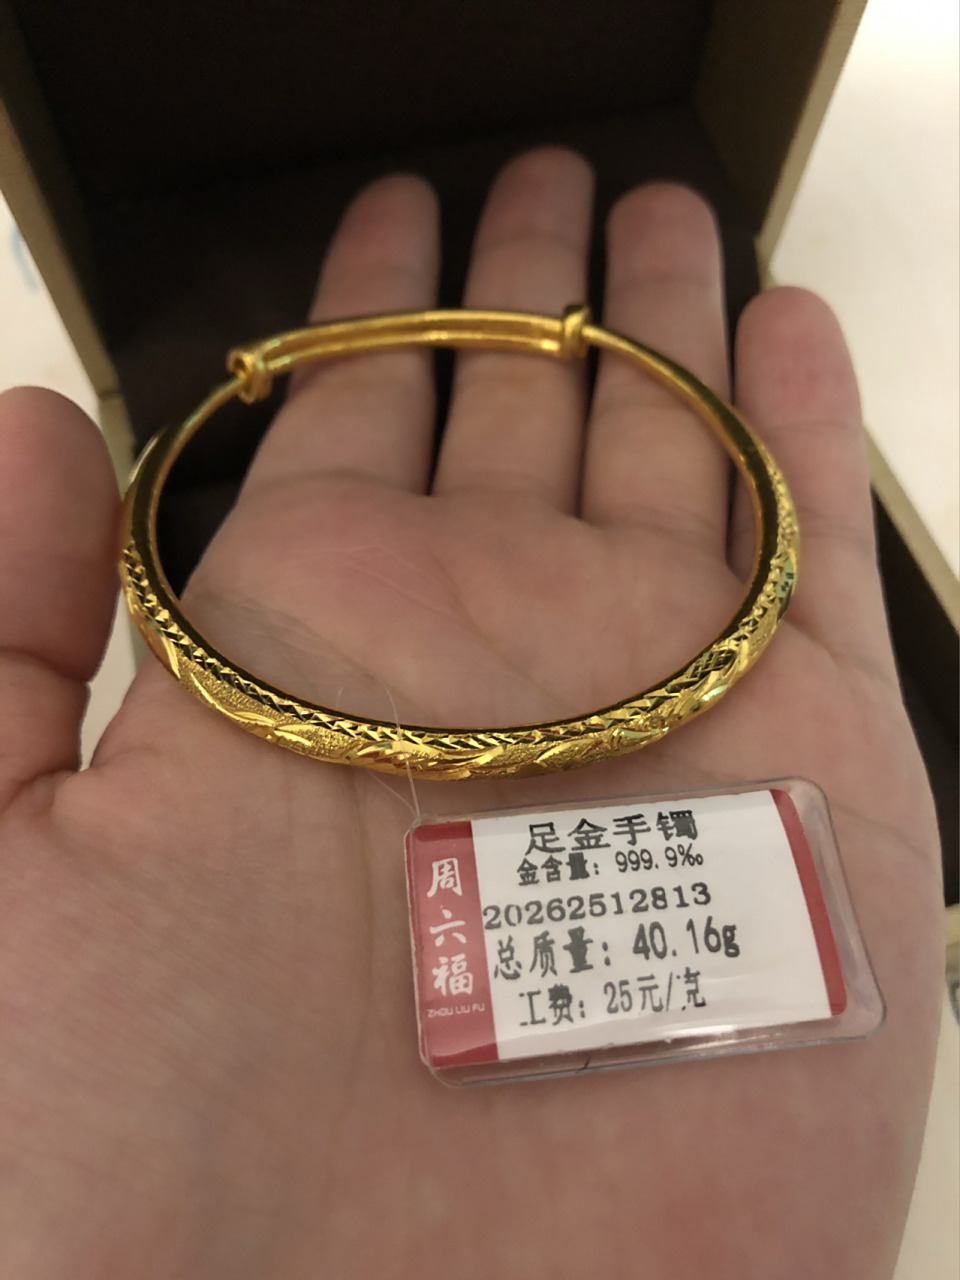 周六福
ZHOU LIU FU
足金手镯
金含量：999.9‰
20262512813
总质量：40.16g
工费：25元/克